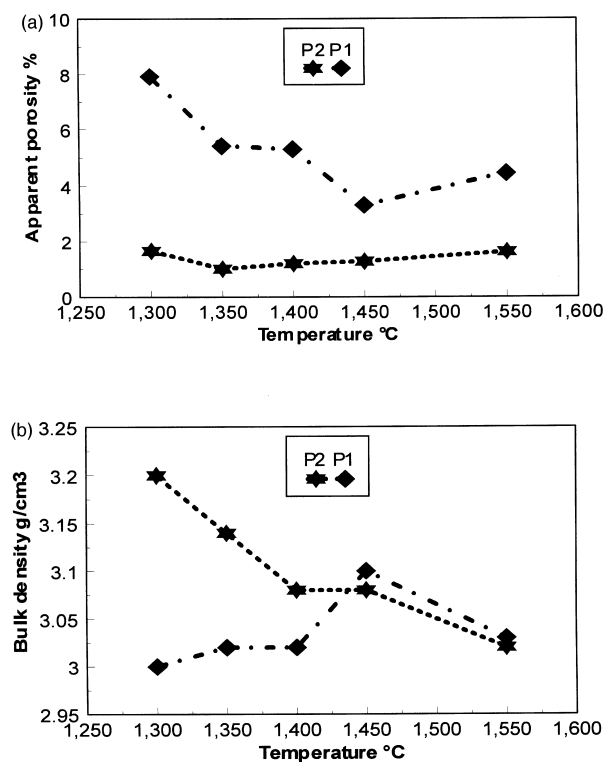 (a)
10
8
6
4
2
0
Apparent porosity %
P2 P1
1,250 1,300 1,350 1,400 1,450 1,500 1,550 1,600
Temperature °C
(b)
3.25
3.2
3.15
3.1
3.05
3
2.95
Bulk density g/cm3
P2 P1
1,250 1,300 1,350 1,400 1,450 1,500 1,550 1,600
Temperature °C